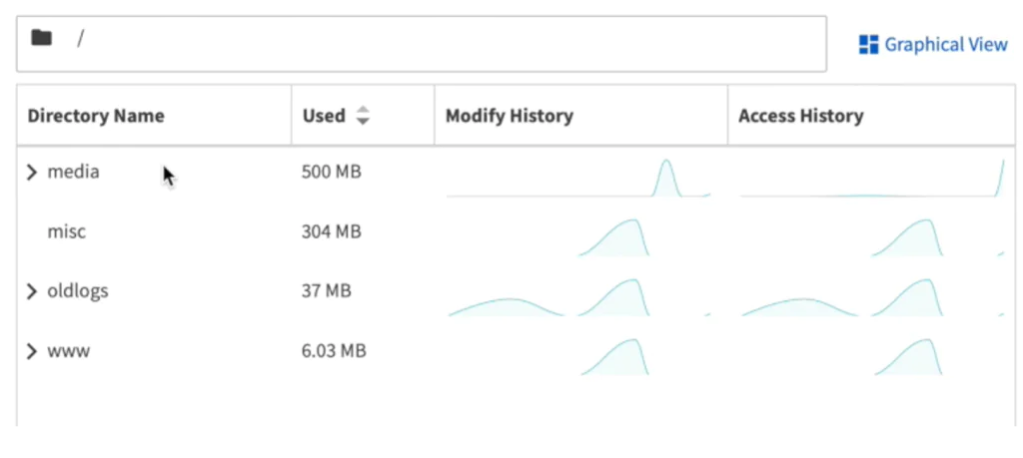 /
Graphical View
Directory Name Used Modify History Access History
media 500 MB
misc 304 MB
oldlogs 37 MB
www 6.03 MB